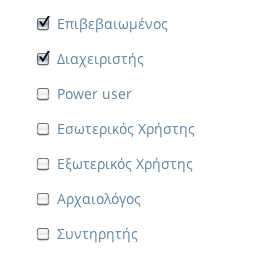 Επιβεβαιωμένος
Διαχειριστής
Power user
Εσωτερικός Χρήστης
Εξωτερικός Χρήστης
Αρχαιολόγος
Συντηρητής